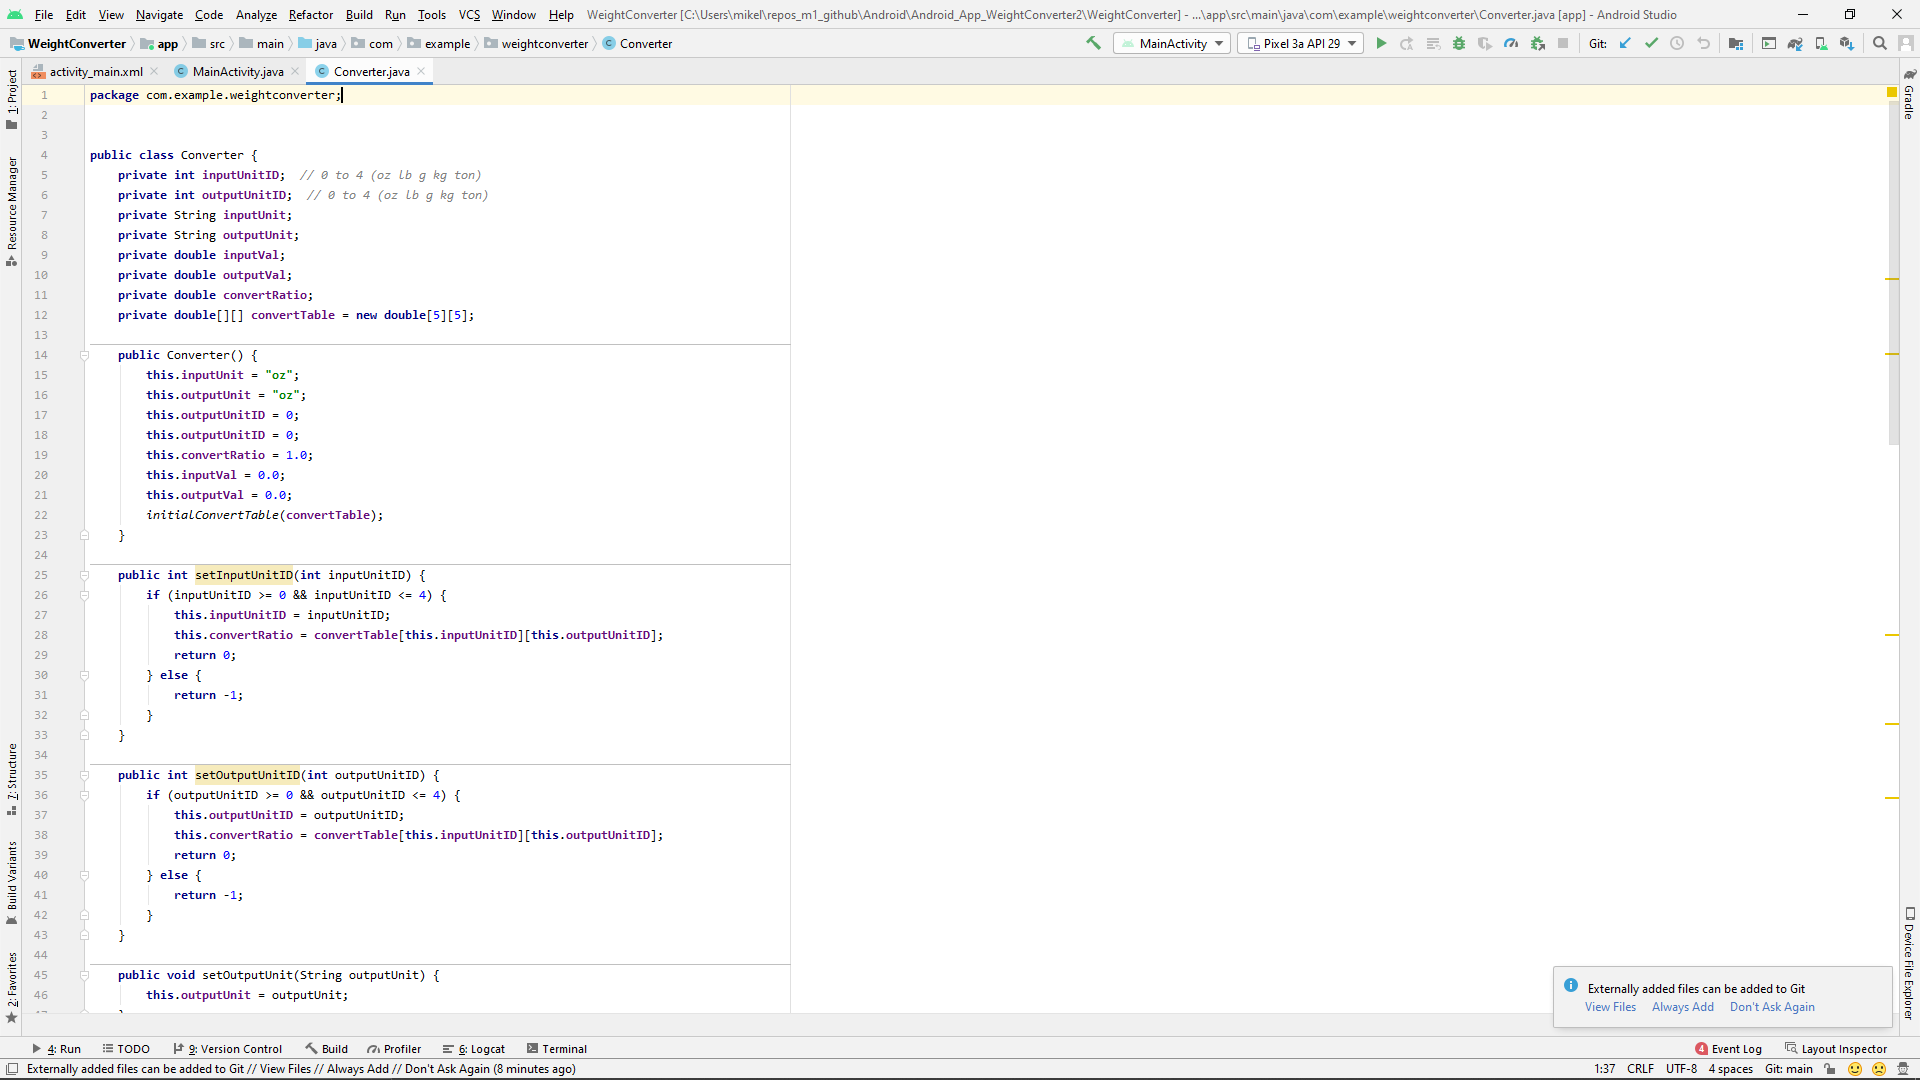 File Edit View Navigate Code Analyze Refactor Build Run Tools VCS Window Help WeightConverter [C:\Users\mikel\repos_m1_github\Android\Android_App_WeightConverter2\WeightConverter] - ...\app\src\main\java\com\example\weightconverter\Converter.java [app] - Android Studio
WeightConverter app src main java com example weightconverter Converter MainActivity Pixel 3a API 29 Git:
activity_main.xml MainActivity.java Converter.java
1: Project
Resource Manager
7: Structure
Build Variants
2: Favorites
1 package com.example.weightconverter;
2
3
4 public class Converter {
5 private int inputUnitID; // 0 to 4 (oz lb g kg ton)
6 private int outputUnitID; // 0 to 4 (oz lb g kg ton)
7 private String inputUnit;
8 private String outputUnit;
9 private double inputVal;
10 private double outputVal;
11 private double convertRatio;
12 private double[][] convertTable = new double[5][5];
13
14 public Converter() {
15 this.inputUnit = "oz";
16 this.outputUnit = "oz";
17 this.outputUnitID = 0;
18 this.outputUnitID = 0;
19 this.convertRatio = 1.0;
20 this.inputVal = 0.0;
21 this.outputVal = 0.0;
22 initialConvertTable(convertTable);
23 }
24
25 public int setInputUnitID(int inputUnitID) {
26 if (inputUnitID >= 0 && inputUnitID <= 4) {
27 this.inputUnitID = inputUnitID;
28 this.convertRatio = convertTable[this.inputUnitID][this.outputUnitID];
29 return 0;
30 } else {
31 return -1;
32 }
33 }
34
35 public int setOutputUnitID(int outputUnitID) {
36 if (outputUnitID >= 0 && outputUnitID <= 4) {
37 this.outputUnitID = outputUnitID;
38 this.convertRatio = convertTable[this.inputUnitID][this.outputUnitID];
39 return 0;
40 } else {
41 return -1;
42 }
43 }
44
45 public void setOutputUnit(String outputUnit) {
46 this.outputUnit = outputUnit;
Gradle
Device File Explorer
Externally added files can be added to Git
View Files Always Add Don't Ask Again
4: Run TODO 9: Version Control Build Profiler 6: Logcat Terminal 4 Event Log Layout Inspector
Externally added files can be added to Git // View Files // Always Add // Don't Ask Again (8 minutes ago) 1:37 CRLF UTF-8 4 spaces Git: main